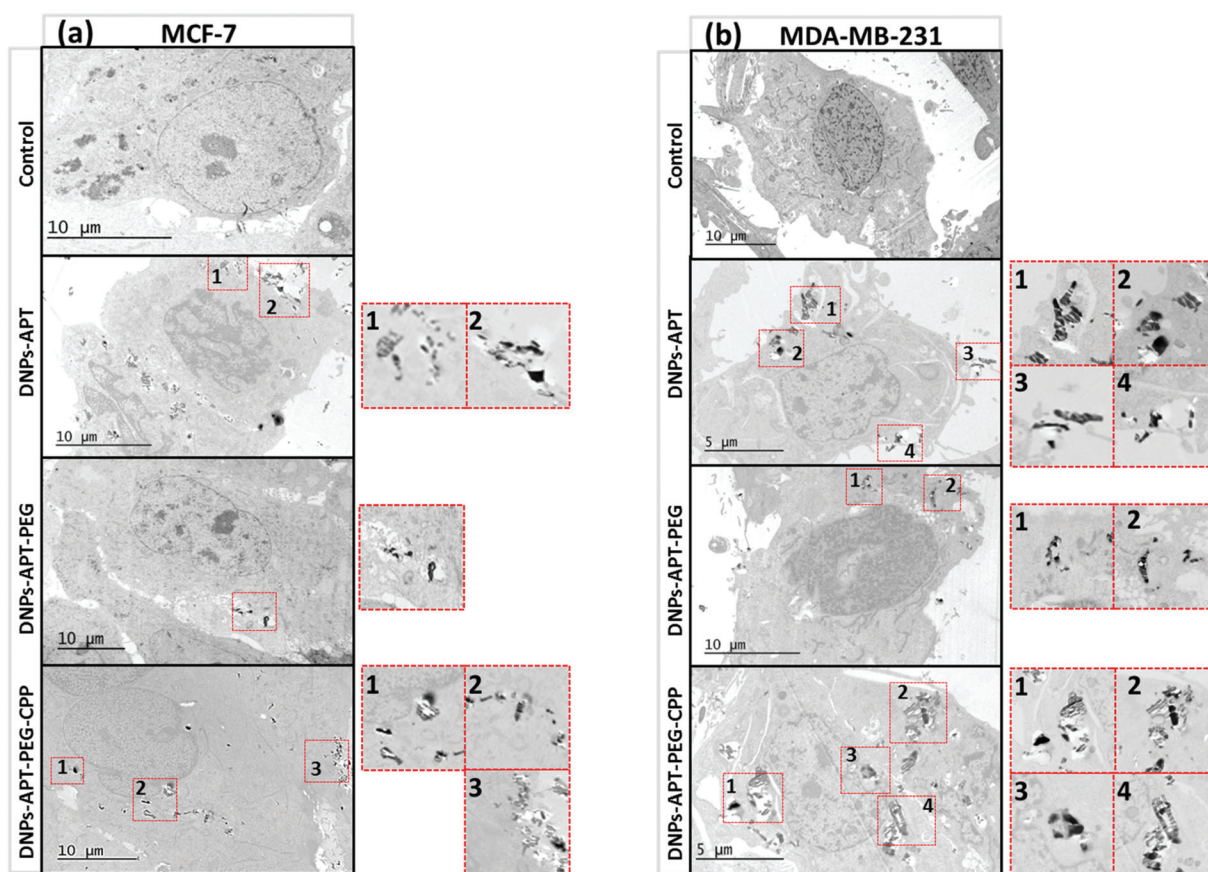 (a) MCF-7
Control
10 µm
DNPs-APT
1
2
10 µm
1 2
DNPs-APT-PEG
10 µm
DNPs-APT-PEG-CPP
1
2
3
10 µm
1 2
3
(b) MDA-MB-231
Control
10 µm
DNPs-APT
1
2
3
4
5 µm
1 2
3 4
DNPs-APT-PEG
1 2
10 µm
1 2
DNPs-APT-PEG-CPP
2
3
1
4
5 µm
1 2
3 4